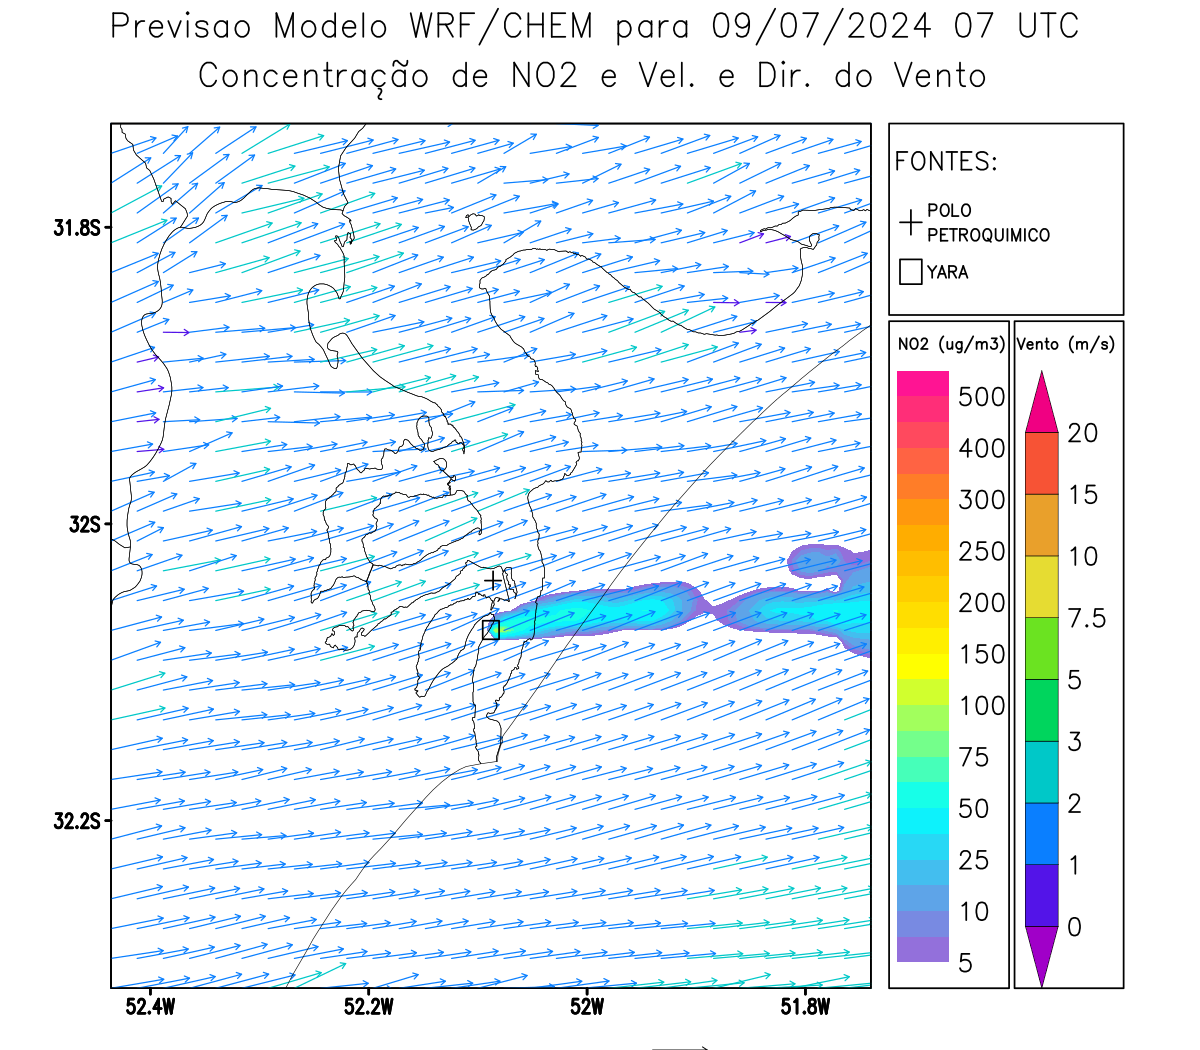 Previsao Modelo WRF/CHEM para 09/07/2024 07 UTC
Concentração de NO2 e Vel. e Dir. do Vento
FONTES:
POLO
PETROQUIMICO
YARA
31.8S
32S
32.2S
52.4W
52.2W
52W
51.8W
NO2 (ug/m3)
500
400
300
250
200
150
100
75
50
25
10
5
Vento (m/s)
20
15
10
7.5
5
3
2
1
0